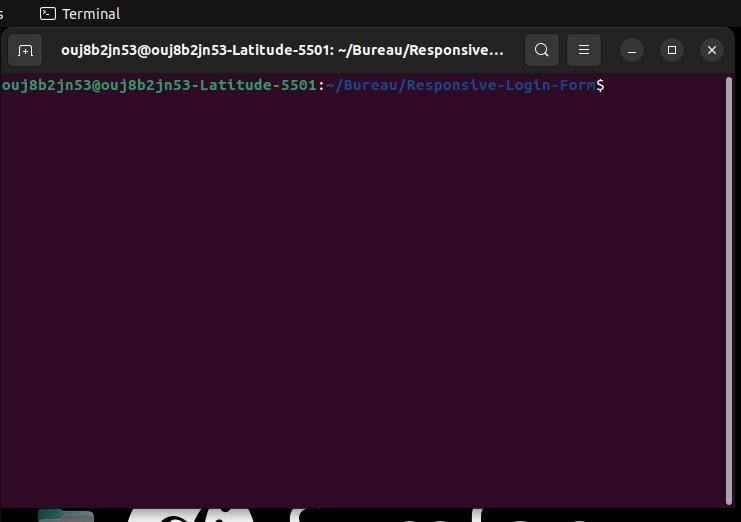 Terminal
ouj8b2jn53@ouj8b2jn53-Latitude-5501: ~/Bureau/Responsive…
ouj8b2jn53@ouj8b2jn53-Latitude-5501:~/Bureau/Responsive-Login-Form$